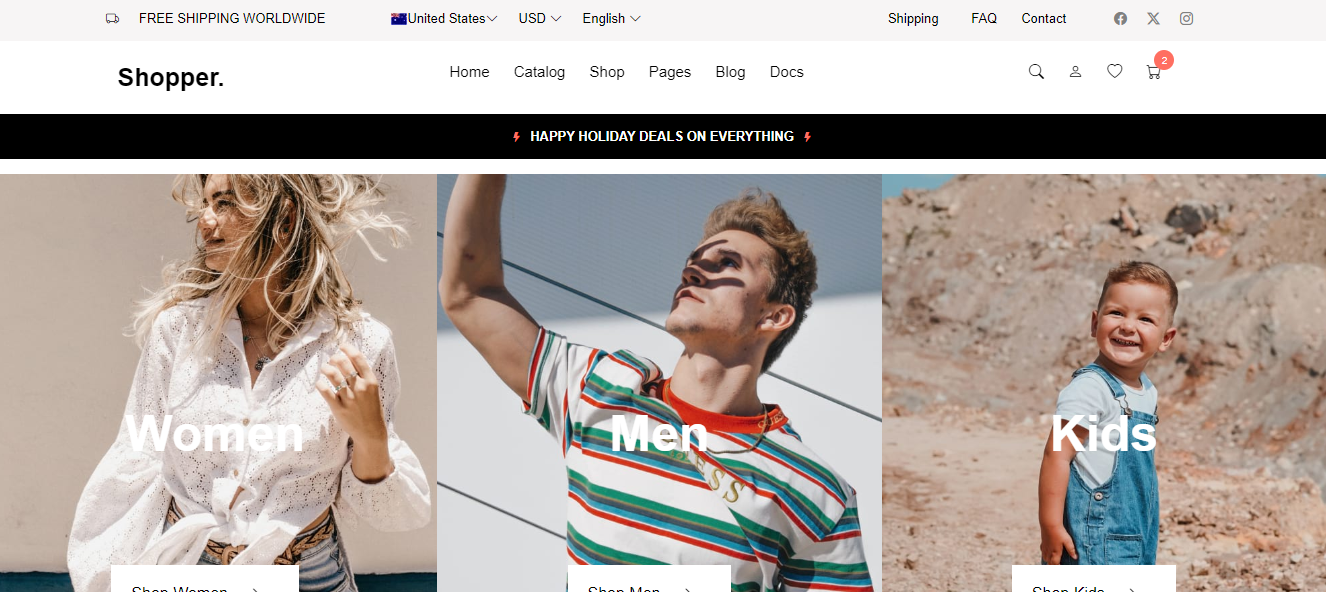 FREE SHIPPING WORLDWIDE United States USD English Shipping FAQ Contact
Shopper. Home Catalog Shop Pages Blog Docs 2
HAPPY HOLIDAY DEALS ON EVERYTHING
Women Men Kids
GUESS
Shop Women Shop Men Shop Kids